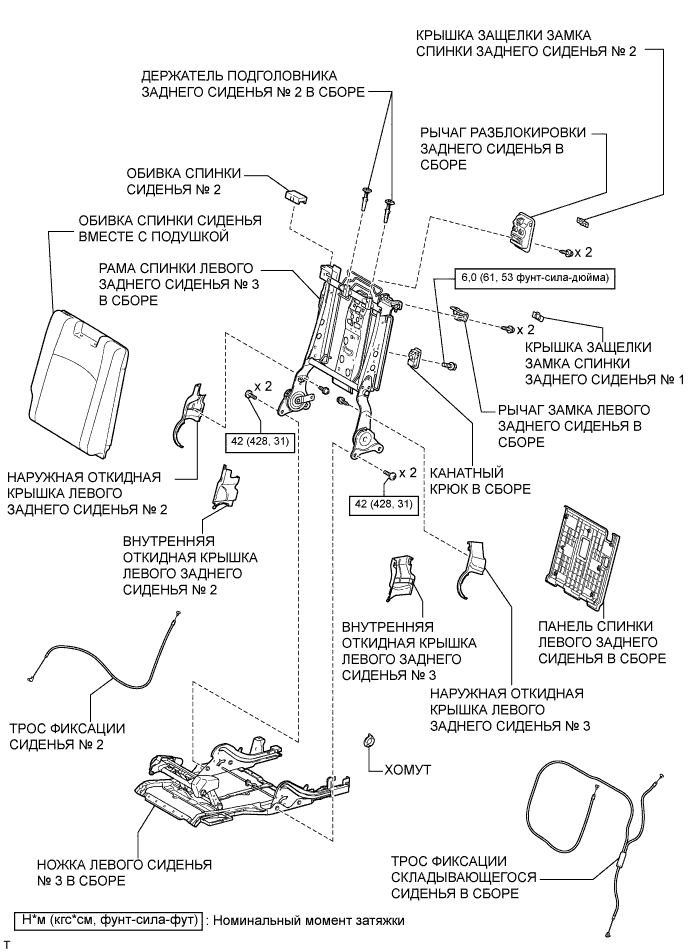 КРЫШКА ЗАЩЕЛКИ ЗАМКА
СПИНКИ ЗАДНЕГО СИДЕНЬЯ № 2
ДЕРЖАТЕЛЬ ПОДГОЛОВНИКА
ЗАДНЕГО СИДЕНЬЯ № 2 В СБОРЕ
РЫЧАГ РАЗБЛОКИРОВКИ
ЗАДНЕГО СИДЕНЬЯ В
СБОРЕ
ОБИВКА СПИНКИ
СИДЕНЬЯ № 2
ОБИВКА СПИНКИ СИДЕНЬЯ
ВМЕСТЕ С ПОДУШКОЙ
x 2
РАМА СПИНКИ ЛЕВОГО
ЗАДНЕГО СИДЕНЬЯ № 3
В СБОРЕ
6,0 (61, 53 фунт-сила-дюйма)
x 2
КРЫШКА ЗАЩЕЛКИ
ЗАМКА СПИНКИ
ЗАДНЕГО СИДЕНЬЯ № 1
x 2
РЫЧАГ ЗАМКА ЛЕВОГО
ЗАДНЕГО СИДЕНЬЯ В
СБОРЕ
42 (428, 31)
НАРУЖНАЯ ОТКИДНАЯ
КРЫШКА ЛЕВОГО
ЗАДНЕГО СИДЕНЬЯ № 2
x 2
КАНАТНЫЙ
КРЮК В СБОРЕ
42 (428, 31)
ВНУТРЕННЯЯ
ОТКИДНАЯ КРЫШКА
ЛЕВОГО ЗАДНЕГО
СИДЕНЬЯ № 2
ВНУТРЕННЯЯ
ОТКИДНАЯ КРЫШКА
ЛЕВОГО ЗАДНЕГО
СИДЕНЬЯ № 3
ПАНЕЛЬ СПИНКИ
ЛЕВОГО ЗАДНЕГО
СИДЕНЬЯ В СБОРЕ
НАРУЖНАЯ ОТКИДНАЯ
КРЫШКА ЛЕВОГО
ЗАДНЕГО СИДЕНЬЯ № 3
ТРОС ФИКСАЦИИ
СИДЕНЬЯ № 2
ХОМУТ
НОЖКА ЛЕВОГО СИДЕНЬЯ
№ 3 В СБОРЕ
ТРОС ФИКСАЦИИ
СКЛАДЫВАЮЩЕГОСЯ
СИДЕНЬЯ В СБОРЕ
Н*м (кгс*см, фунт-сила-фут) : Номинальный момент затяжки
T